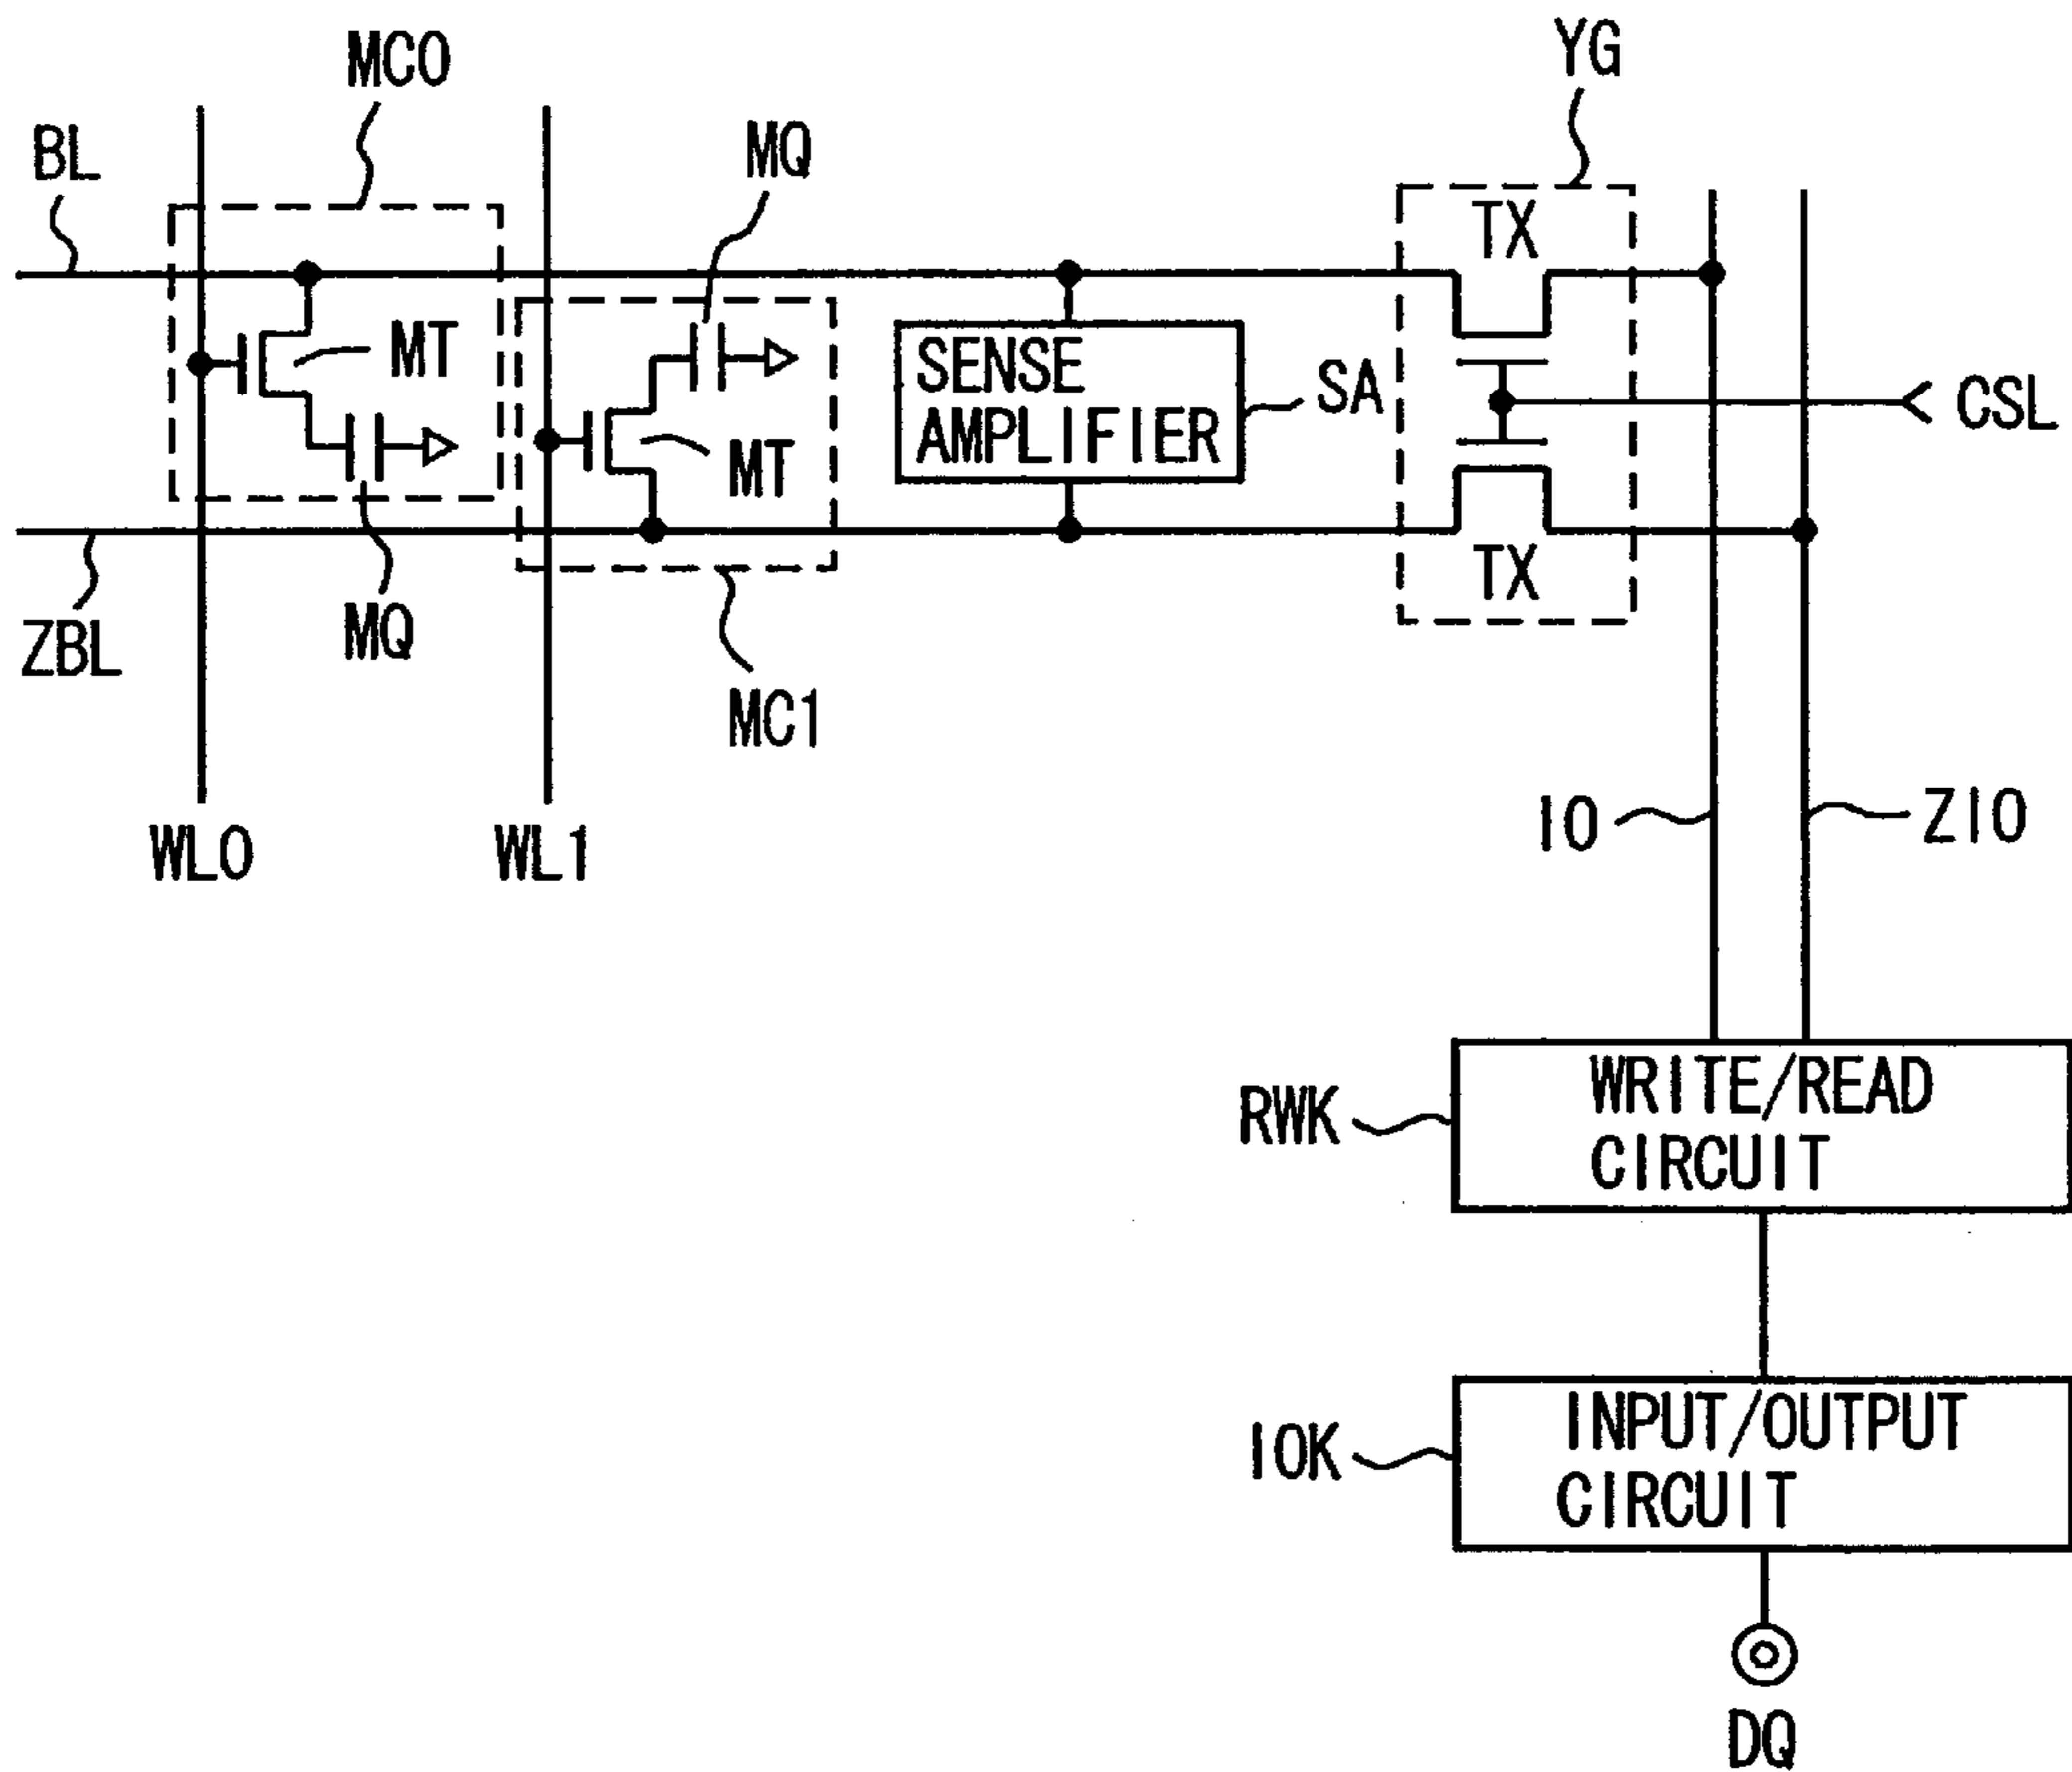 MC0
YG
BL
MQ
TX
MT
SENSE
AMPLIFIER
SA
CSL
MT
TX
ZBL
MQ
MC1
WL0
WL1
IO
ZIO
RWK
WRITE/READ
CIRCUIT
IOK
INPUT/OUTPUT
CIRCUIT
DQ